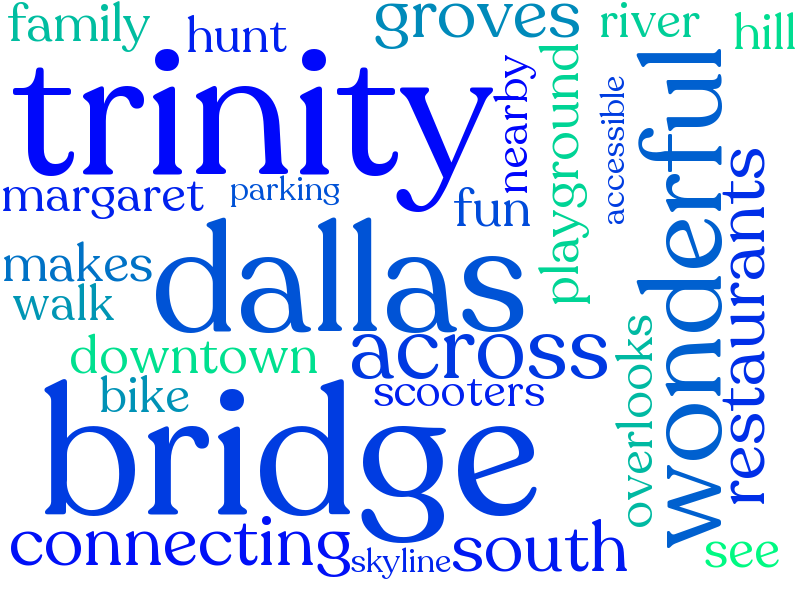 family
hunt
groves
river
hill
trinity
nearby
playground
accessible
wonderful
margaret
parking
fun
restaurants
makes
dallas
walk
across
downtown
overlooks
bike
scooters
bridge
connecting
skyline
south
see